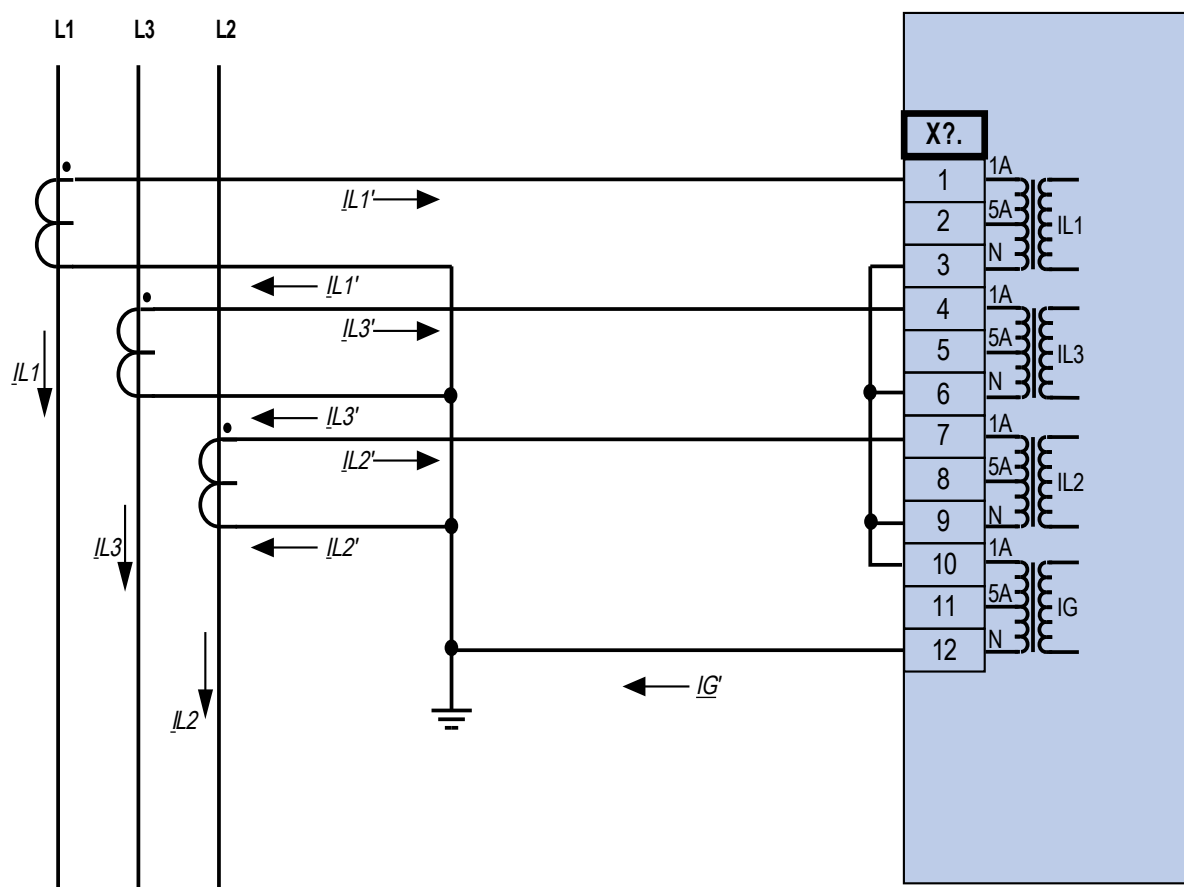 L1 L3 L2
X?.
1 1A
IL1'
2 5A IL1
3 N
IL1'
4 1A
IL3'
5 5A IL3
IL1
6 N
IL3'
7 1A
IL2'
8 5A IL2
9 N
IL3 IL2'
10 1A
11 5A IG
12 N
IG'
IL2